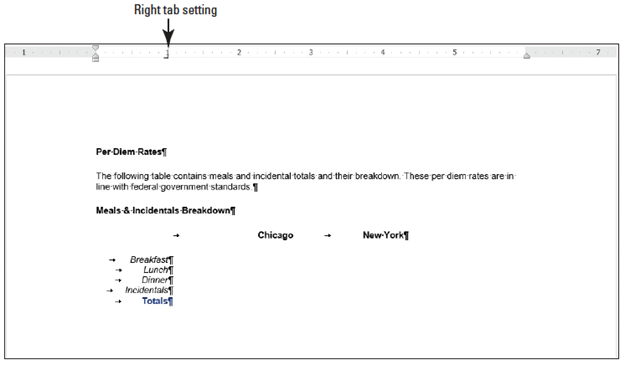 Right tab setting
1 1 2 3 4 5 7
Per·Diem·Rates¶
The following·table contains·meals and incidental·totals and their breakdown.·These·per·diem·rates·are·in·
line·with·federal·government·standards.¶
Meals·&·Incidentals·Breakdown¶
→ Chicago → New·York¶
→ Breakfast¶
→ Lunch¶
→ Dinner¶
→ Incidentals¶
→ Totals¶